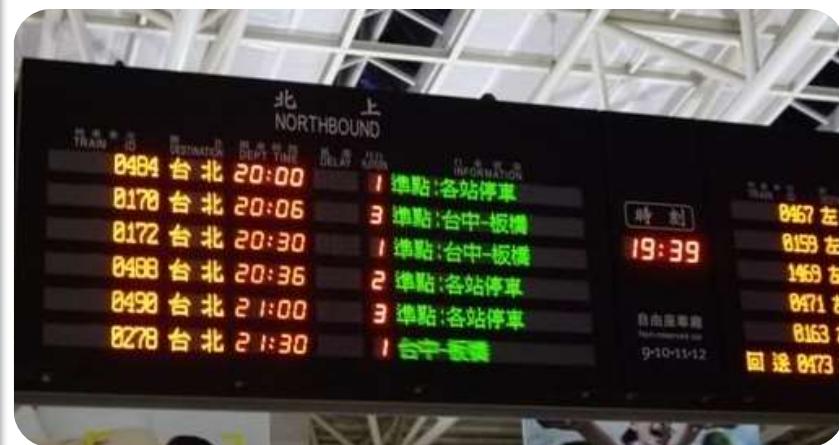 北 上
NORTHBOUND
TRAIN ID DESTINATION DEPT TIME DELAY INFORMATION
0484 台北 20:00 1 準點:各站停車
0170 台北 20:06 3 準點:台中-板橋
0172 台北 20:30 1 準點:台中-板橋
0488 台北 20:36 2 準點:各站停車
0490 台北 21:00 3 準點:各站停車
0278 台北 21:30 1 台中-板橋
時刻
19:39
自由座車廂
9·10·11·12
0467 左
0159 左
1469 左
0471
0163
回送 0473